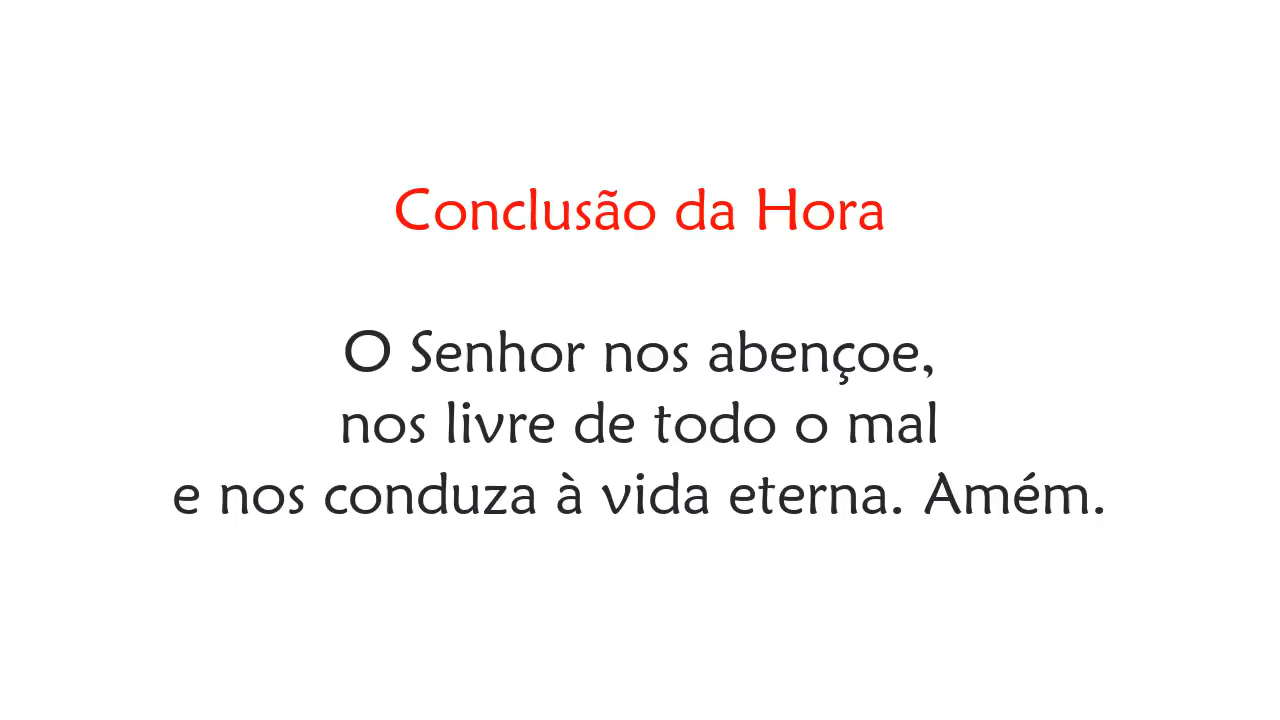 Conclusão da Hora
O Senhor nos abençoe,
nos livre de todo o mal
e nos conduza à vida eterna. Amém.